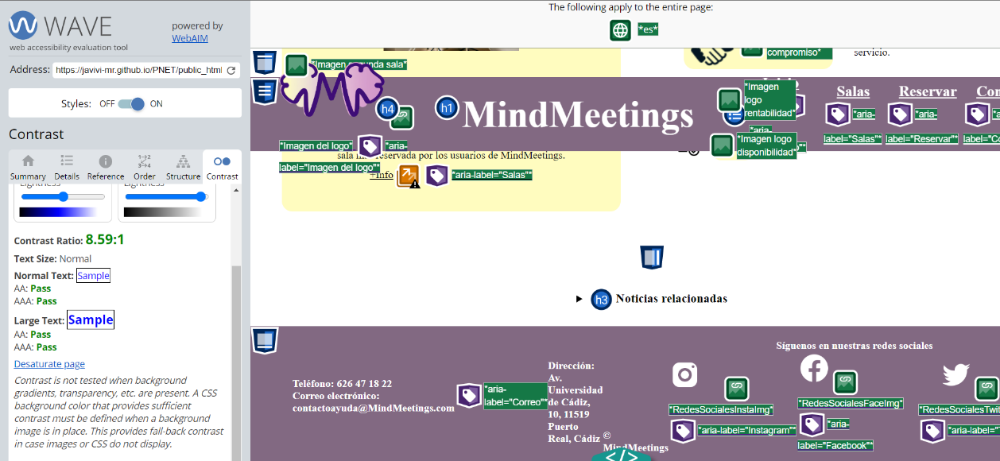 WAVE
web accessibility evaluation tool
powered by
WebAIM
Address: https://javivi-mr.github.io/PNET/public_html
Styles: OFF ON
Contrast
Summary Details Reference Order Structure Contrast
Lightness Lightness
Contrast Ratio: 8.59:1
Text Size: Normal
Normal Text: Sample
AA: Pass
AAA: Pass
Large Text: Sample
AA: Pass
AAA: Pass
Desaturate page
Contrast is not tested when background
gradients, transparency, etc. are present. A CSS
background color that provides sufficient
contrast must be defined when a background
image is in place. This provides fall-back contrast
in case images or CSS do not display.
The following apply to the entire page:
*es*
*Imagen segunda sala*
compromiso*
servicio.
h4
h1 MindMeetings
*Imagen
logo
rentabilidad*
*aria-
*Imagen logo
disponibilidad*
Salas
*aria-
label="Salas"*
Reservar
*aria-
label="Reservar"*
*Imagen del logo*
*aria-
label="Imagen del logo"*
sala más reservada por los usuarios de MindMeetings.
+Info
*aria-label="Salas"*
h3 Noticias relacionadas
Síguenos en nuestras redes sociales
Teléfono: 626 47 18 22
Correo electrónico:
contactoayuda@MindMeetings.com
*aria-
label="Correo"*
Dirección:
Av.
Universidad
de Cádiz,
10, 11519
Puerto
Real, Cádiz
©
MindMeetings
*RedesSocialesInstaImg*
*aria-label="Instagram"*
*RedesSocialesFaceImg*
*aria-
label="Facebook"*
*RedesSocialesTwit
*aria-label="T